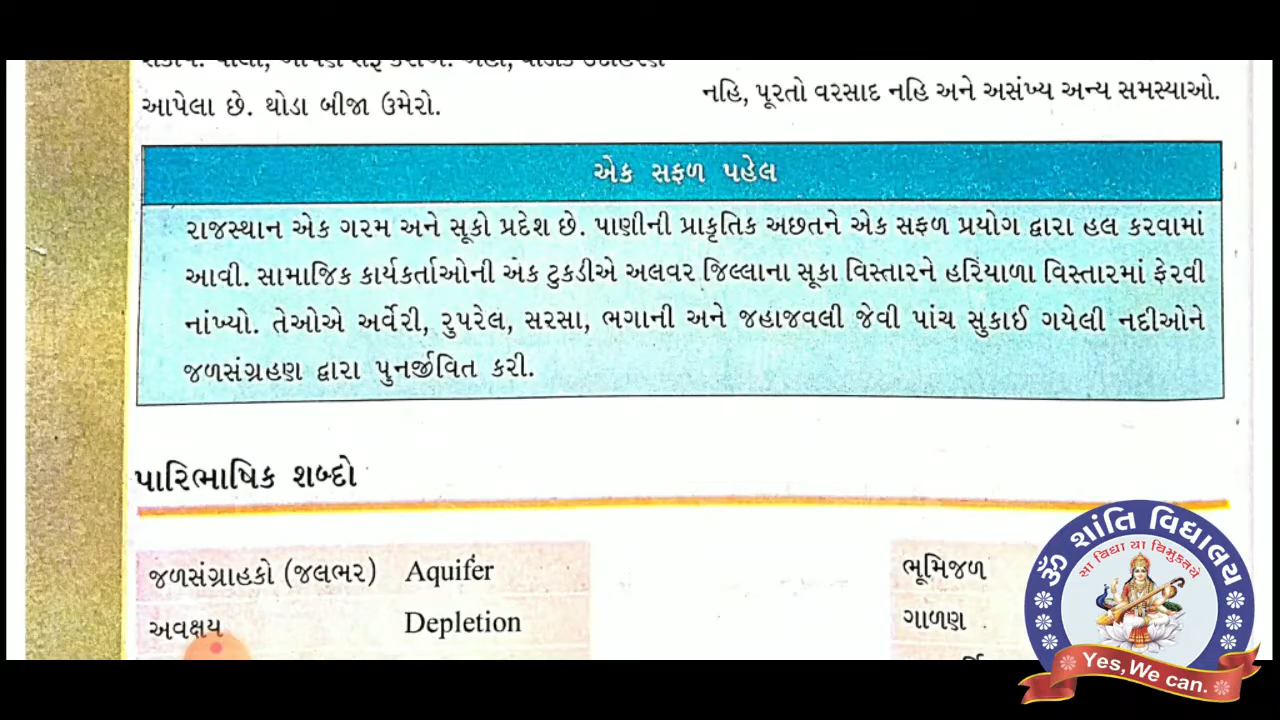 આપેલા છે. થોડા બીજા ઉમેરો.
નહિ, પૂરતો વરસાદ નહિ અને અસંખ્ય અન્ય સમસ્યાઓ.
એક સફળ પહેલ
રાજસ્થાન એક ગરમ અને સૂકો પ્રદેશ છે. પાણીની પ્રાકૃતિક અછતને એક સફળ પ્રયોગ દ્વારા હલ કરવામાં
આવી. સામાજિક કાર્યકર્તાઓની એક ટુકડીએ અલવર જિલ્લાના સૂકા વિસ્તારને હરિયાળા વિસ્તારમાં ફેરવી
નાંખ્યો. તેઓએ અર્વેરી, રુપરેલ, સરસા, ભગાની અને જહાજવલી જેવી પાંચ સુકાઈ ગયેલી નદીઓને
જળસંગ્રહણ દ્વારા પુનર્જીવિત કરી.
પારિભાષિક શબ્દો
જળસંગ્રાહકો (જલભર) Aquifer
ભૂમિજળ
અવક્ષય Depletion
ગાળણ
ૐ શાંતિ વિદ્યાલય
સા વિદ્યા યા વિમુક્તયે
Yes, We can.